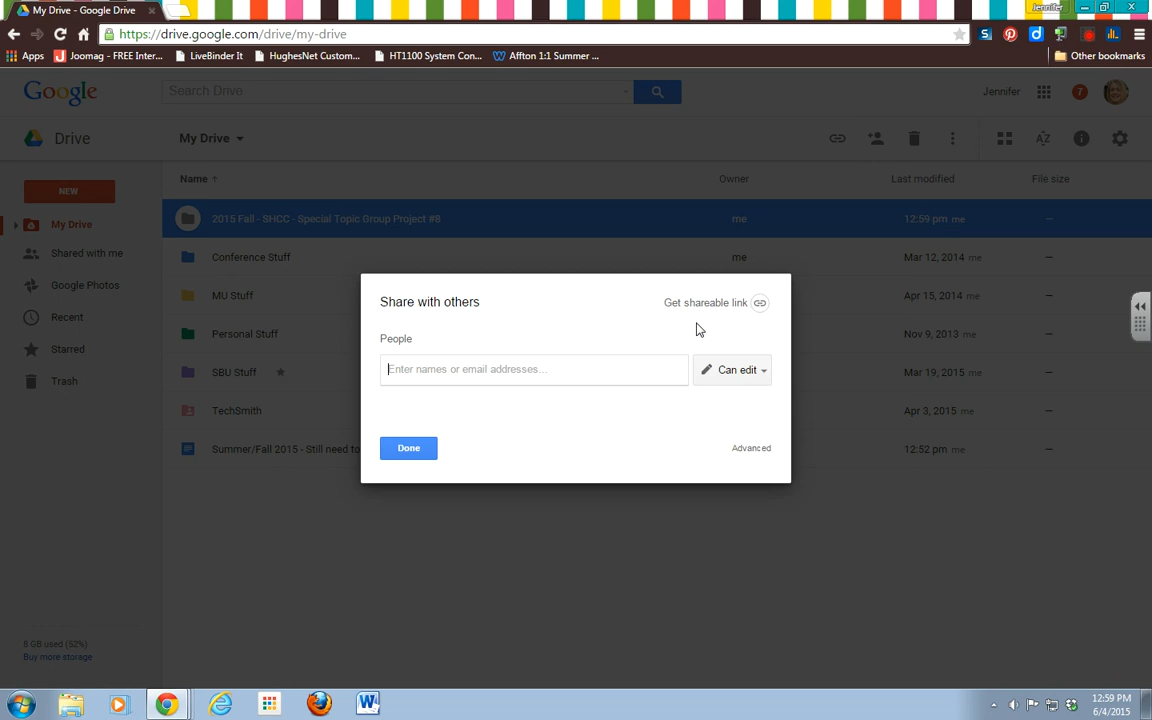 My Drive - Google Drive
Jennifer
https://drive.google.com/drive/my-drive
Apps
Joomag - FREE Inter...
LiveBinder It
HughesNet Custom...
HT1100 System Con...
Affton 1:1 Summer ...
Other bookmarks
Google
Search Drive
Jennifer
7
Drive
My Drive
Name
Owner
Last modified
File size
NEW
My Drive
Shared with me
Google Photos
Recent
Starred
Trash
2015 Fall - SHCC - Special Topic Group Project #8
me
12:59 pm me
—
Conference Stuff
me
Mar 12, 2014 me
—
MU Stuff
Apr 15, 2014 me
—
Personal Stuff
Nov 9, 2013 me
—
SBU Stuff
Mar 19, 2015 me
—
TechSmith
Apr 3, 2015 me
—
Summer/Fall 2015 - Still need to
12:52 pm me
—
Share with others
Get shareable link
People
Enter names or email addresses...
Can edit
Done
Advanced
8 GB used (52%)
Buy more storage
12:59 PM
6/4/2015